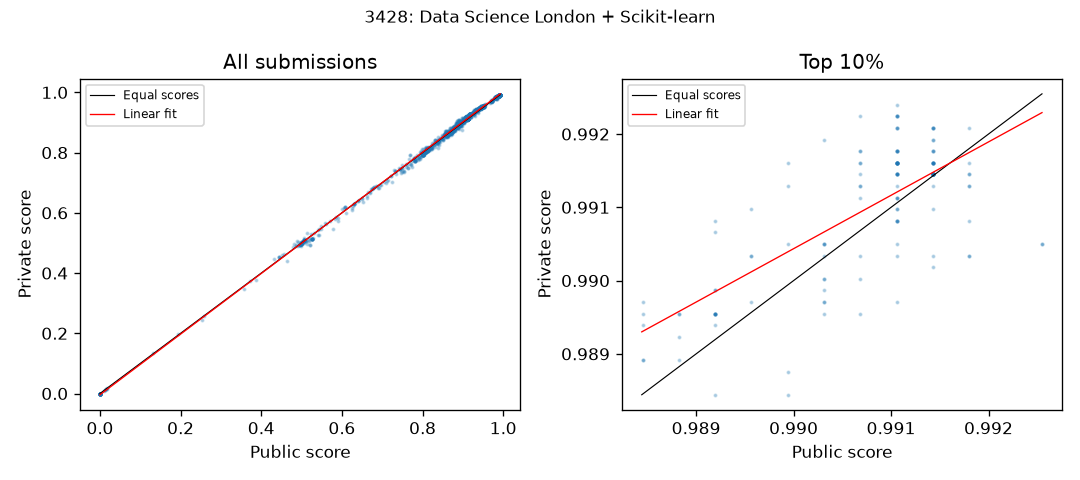 3428: Data Science London + Scikit-learn
All submissions
Equal scores
Linear fit
Private score
1.0
0.8
0.6
0.4
0.2
0.0
0.0 0.2 0.4 0.6 0.8 1.0
Public score
Top 10%
Equal scores
Linear fit
Private score
0.992
0.991
0.990
0.989
0.989 0.990 0.991 0.992
Public score